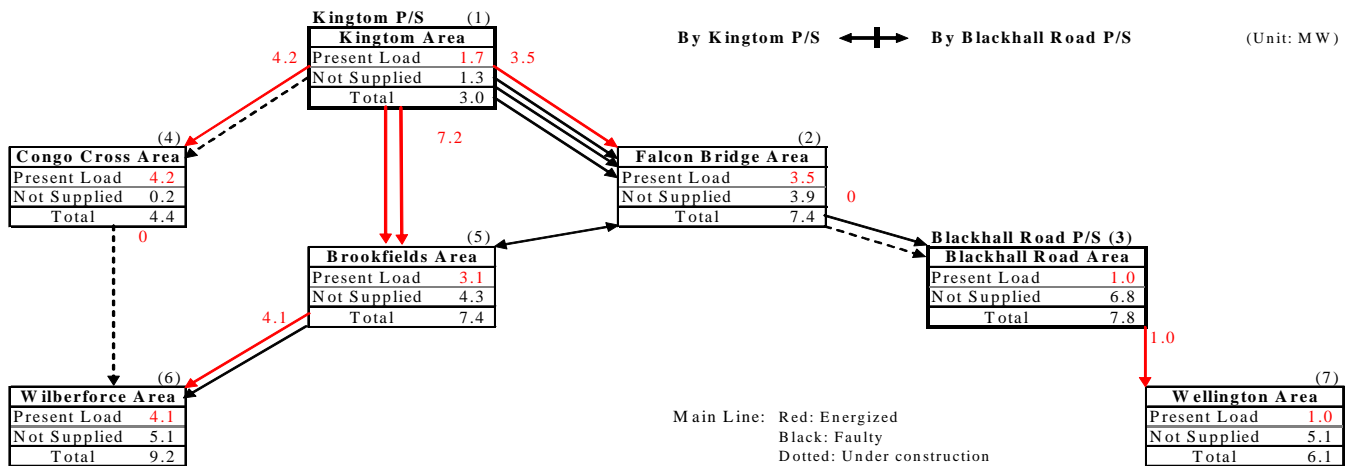 Kingtom P/S (1)
Kingtom Area
Present Load 1.7
Not Supplied 1.3
Total 3.0
By Kingtom P/S By Blackhall Road P/S (Unit: MW)
4.2
3.5
7.2
(4)
Congo Cross Area
Present Load 4.2
Not Supplied 0.2
Total 4.4
0
(2)
Falcon Bridge Area
Present Load 3.5
Not Supplied 3.9
Total 7.4
0
(5)
Brookfields Area
Present Load 3.1
Not Supplied 4.3
Total 7.4
Blackhall Road P/S (3)
Blackhall Road Area
Present Load 1.0
Not Supplied 6.8
Total 7.8
4.1
1.0
(6)
Wilberforce Area
Present Load 4.1
Not Supplied 5.1
Total 9.2
Main Line: Red: Energized
Black: Faulty
Dotted: Under construction
(7)
Wellington Area
Present Load 1.0
Not Supplied 5.1
Total 6.1